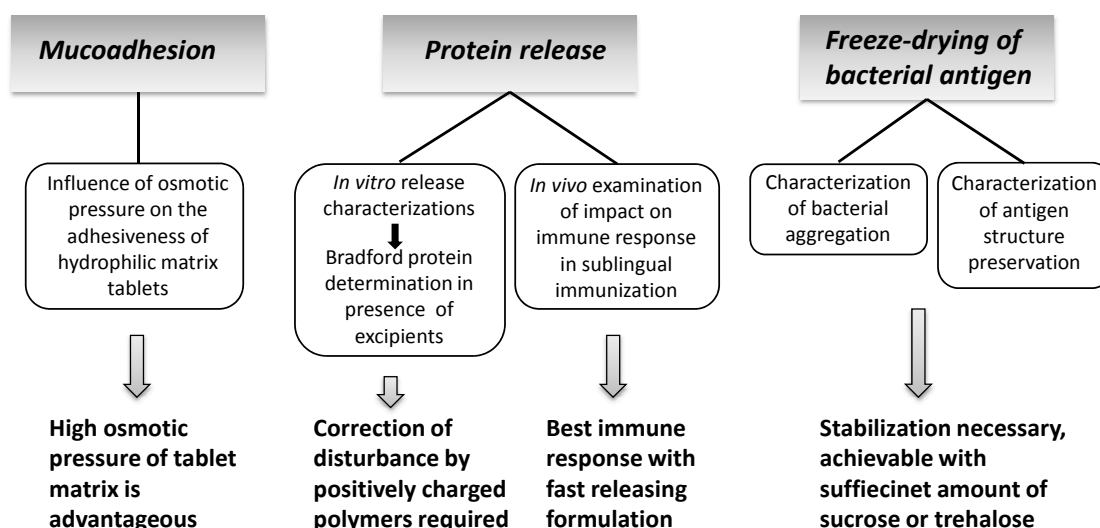 Mucoadhesion
Influence of osmotic
pressure on the
adhesiveness of
hydrophilic matrix
tablets
High osmotic
pressure of tablet
matrix is
advantageous
Protein release
In vitro release
characterizations
Bradford protein
determination in
presence of
excipients
Correction of
disturbance by
positively charged
polymers required
In vivo examination
of impact on
immune response
in sublingual
immunization
Best immune
response with
fast releasing
formulation
Freeze-drying of
bacterial antigen
Characterization
of bacterial
aggregation
Characterization
of antigen
structure
preservation
Stabilization necessary,
achievable with
suffiecinet amount of
sucrose or trehalose